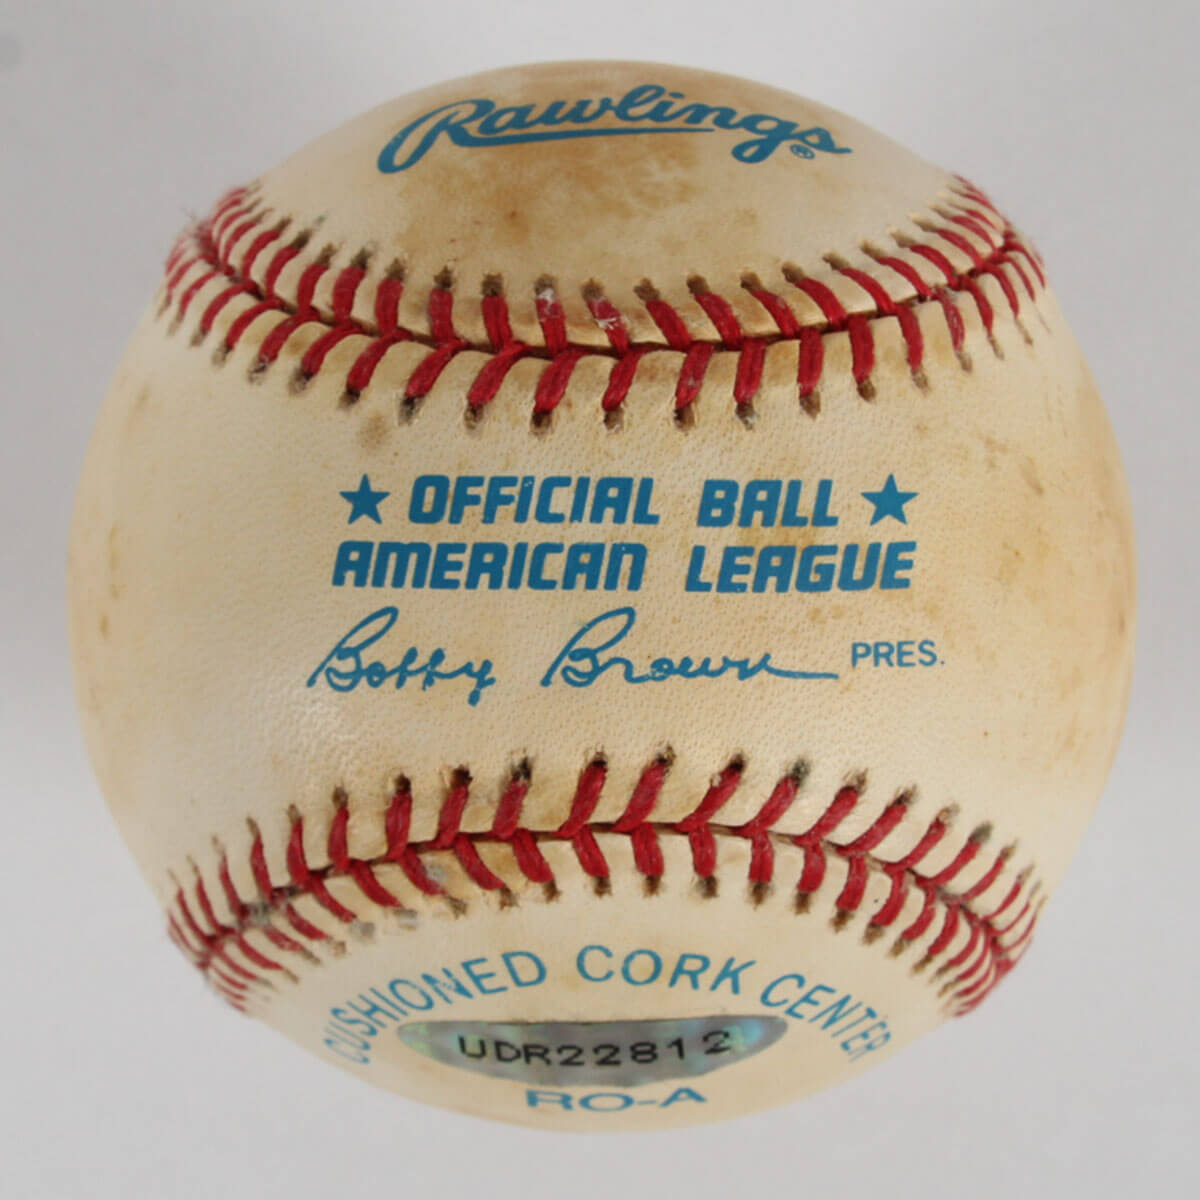 Rawlings®
★ OFFICIAL BALL ★
AMERICAN LEAGUE
Bobby Brown PRES.
CUSHIONED CORK CENTER
UDR22812
RO-A